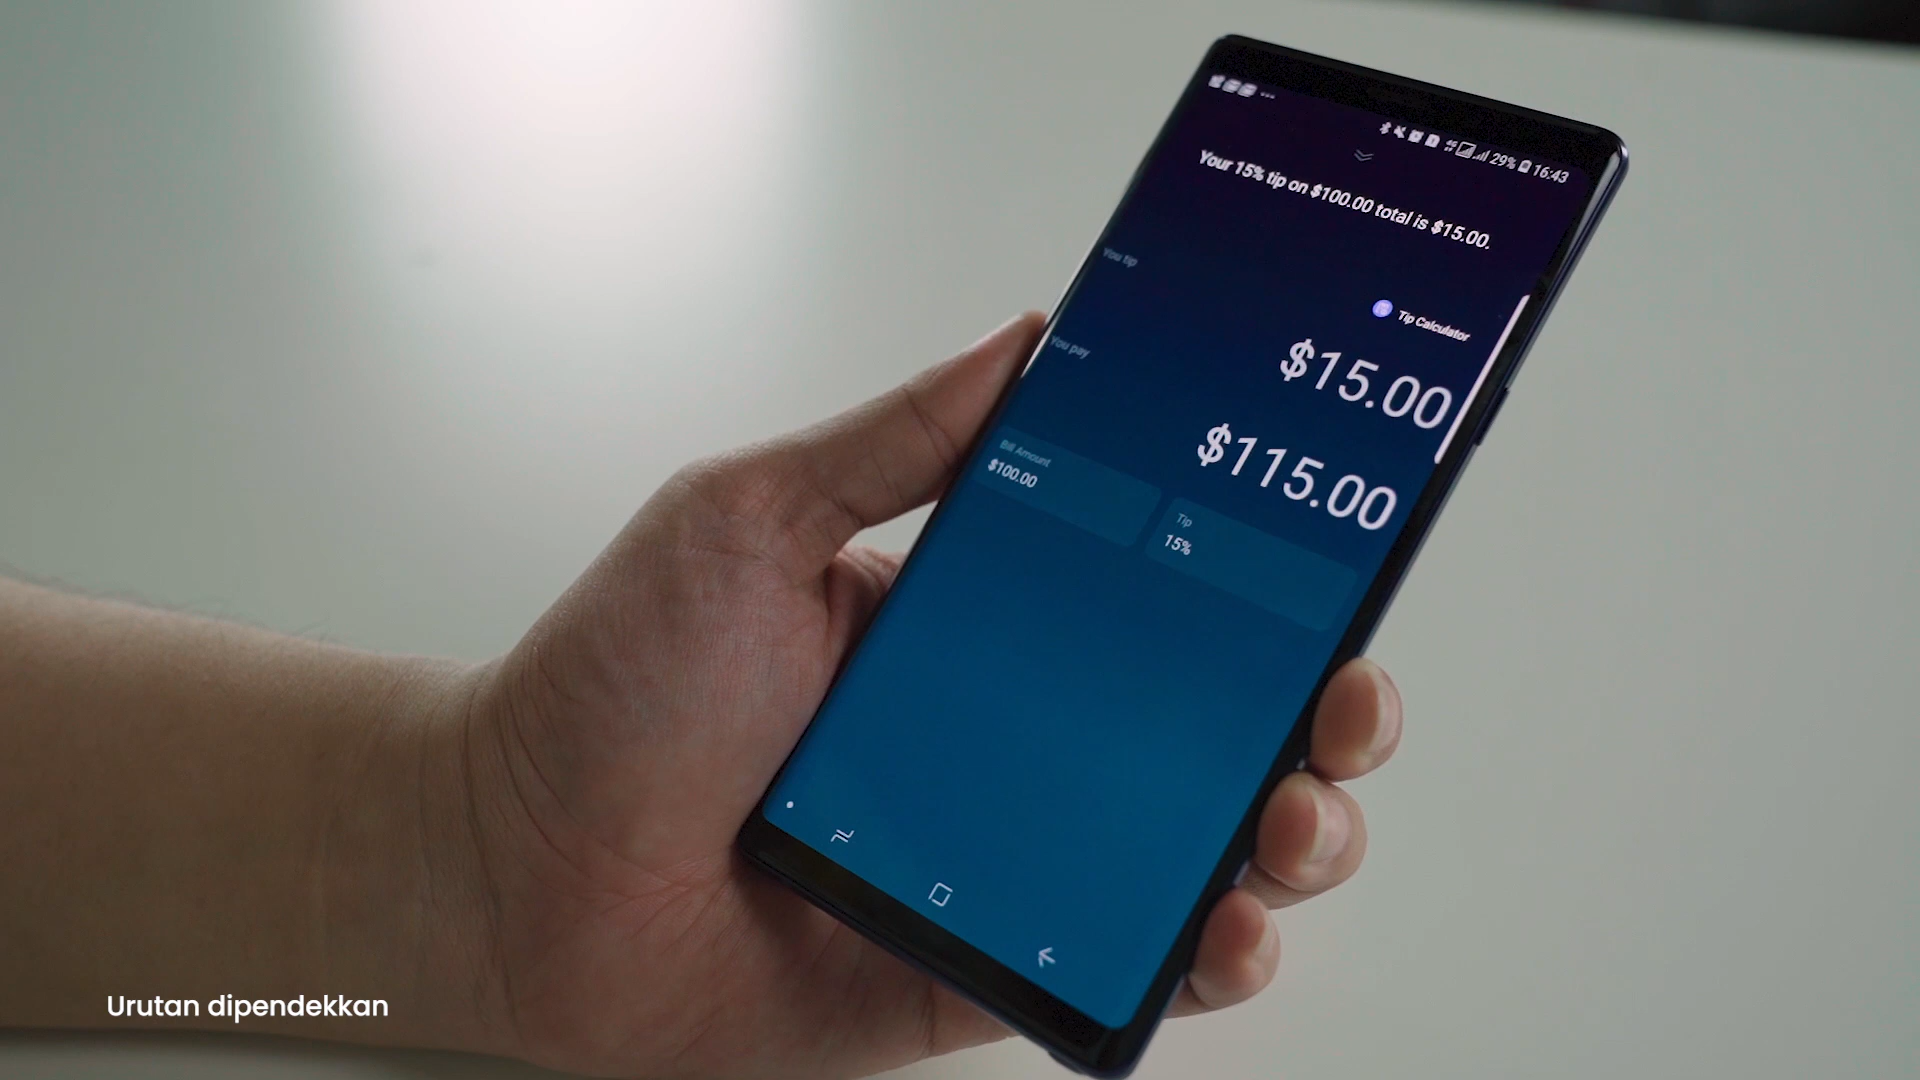 29% 16:43
Your 15% tip on $100.00 total is $15.00.
You tip
Tip Calculator
$15.00
You pay
$115.00
Bill Amount
$100.00
Tip
15%
Urutan dipendekkan